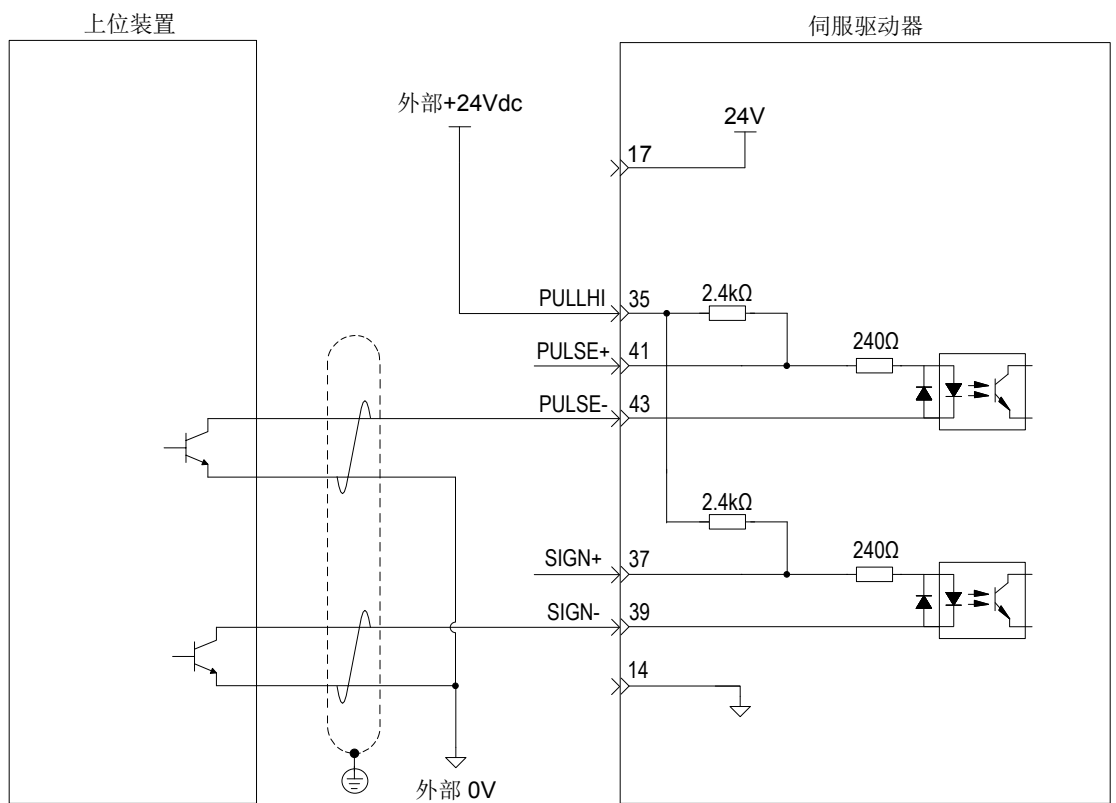 上位装置
伺服驱动器
外部+24Vdc
24V
17
PULLHI
35
2.4kΩ
PULSE+
41
240Ω
PULSE-
43
2.4kΩ
SIGN+
37
240Ω
SIGN-
39
14
外部 0V